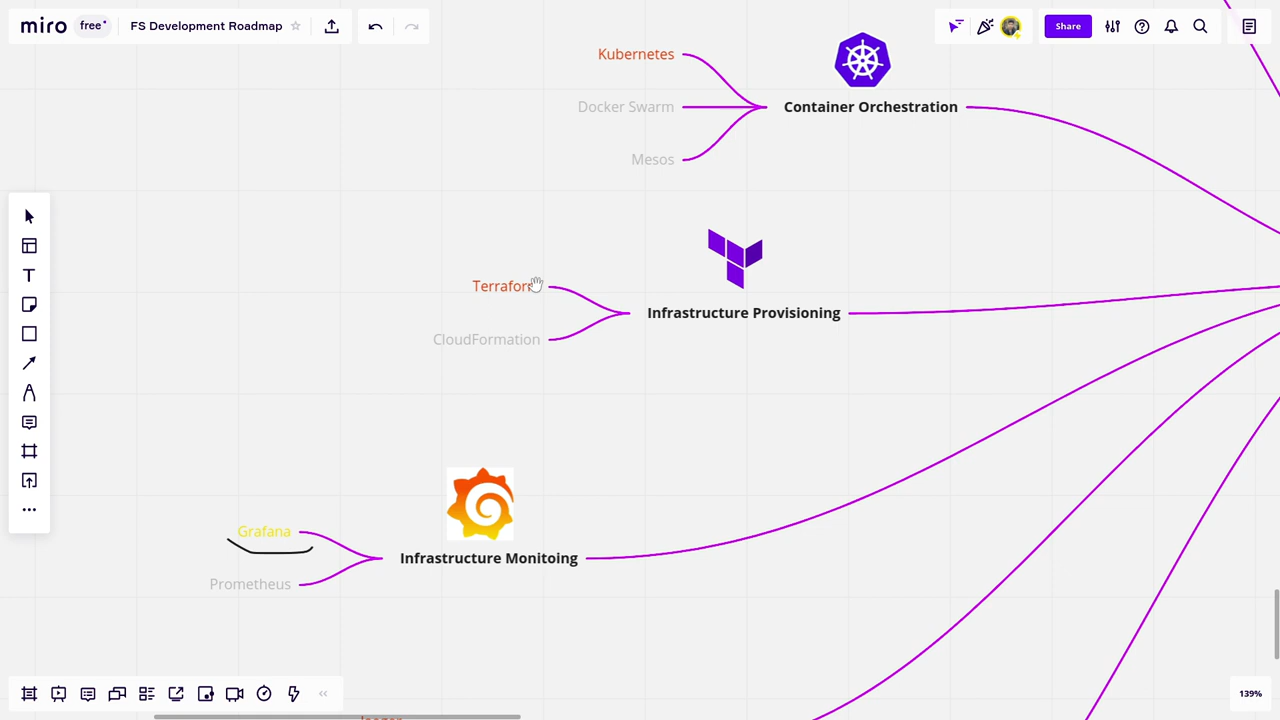 miro
free
FS Development Roadmap
Share
Kubernetes
Docker Swarm
Mesos
Container Orchestration
CloudFormation
Infrastructure Provisioning
Grafana
Prometheus
Infrastructure Monitoing
139%